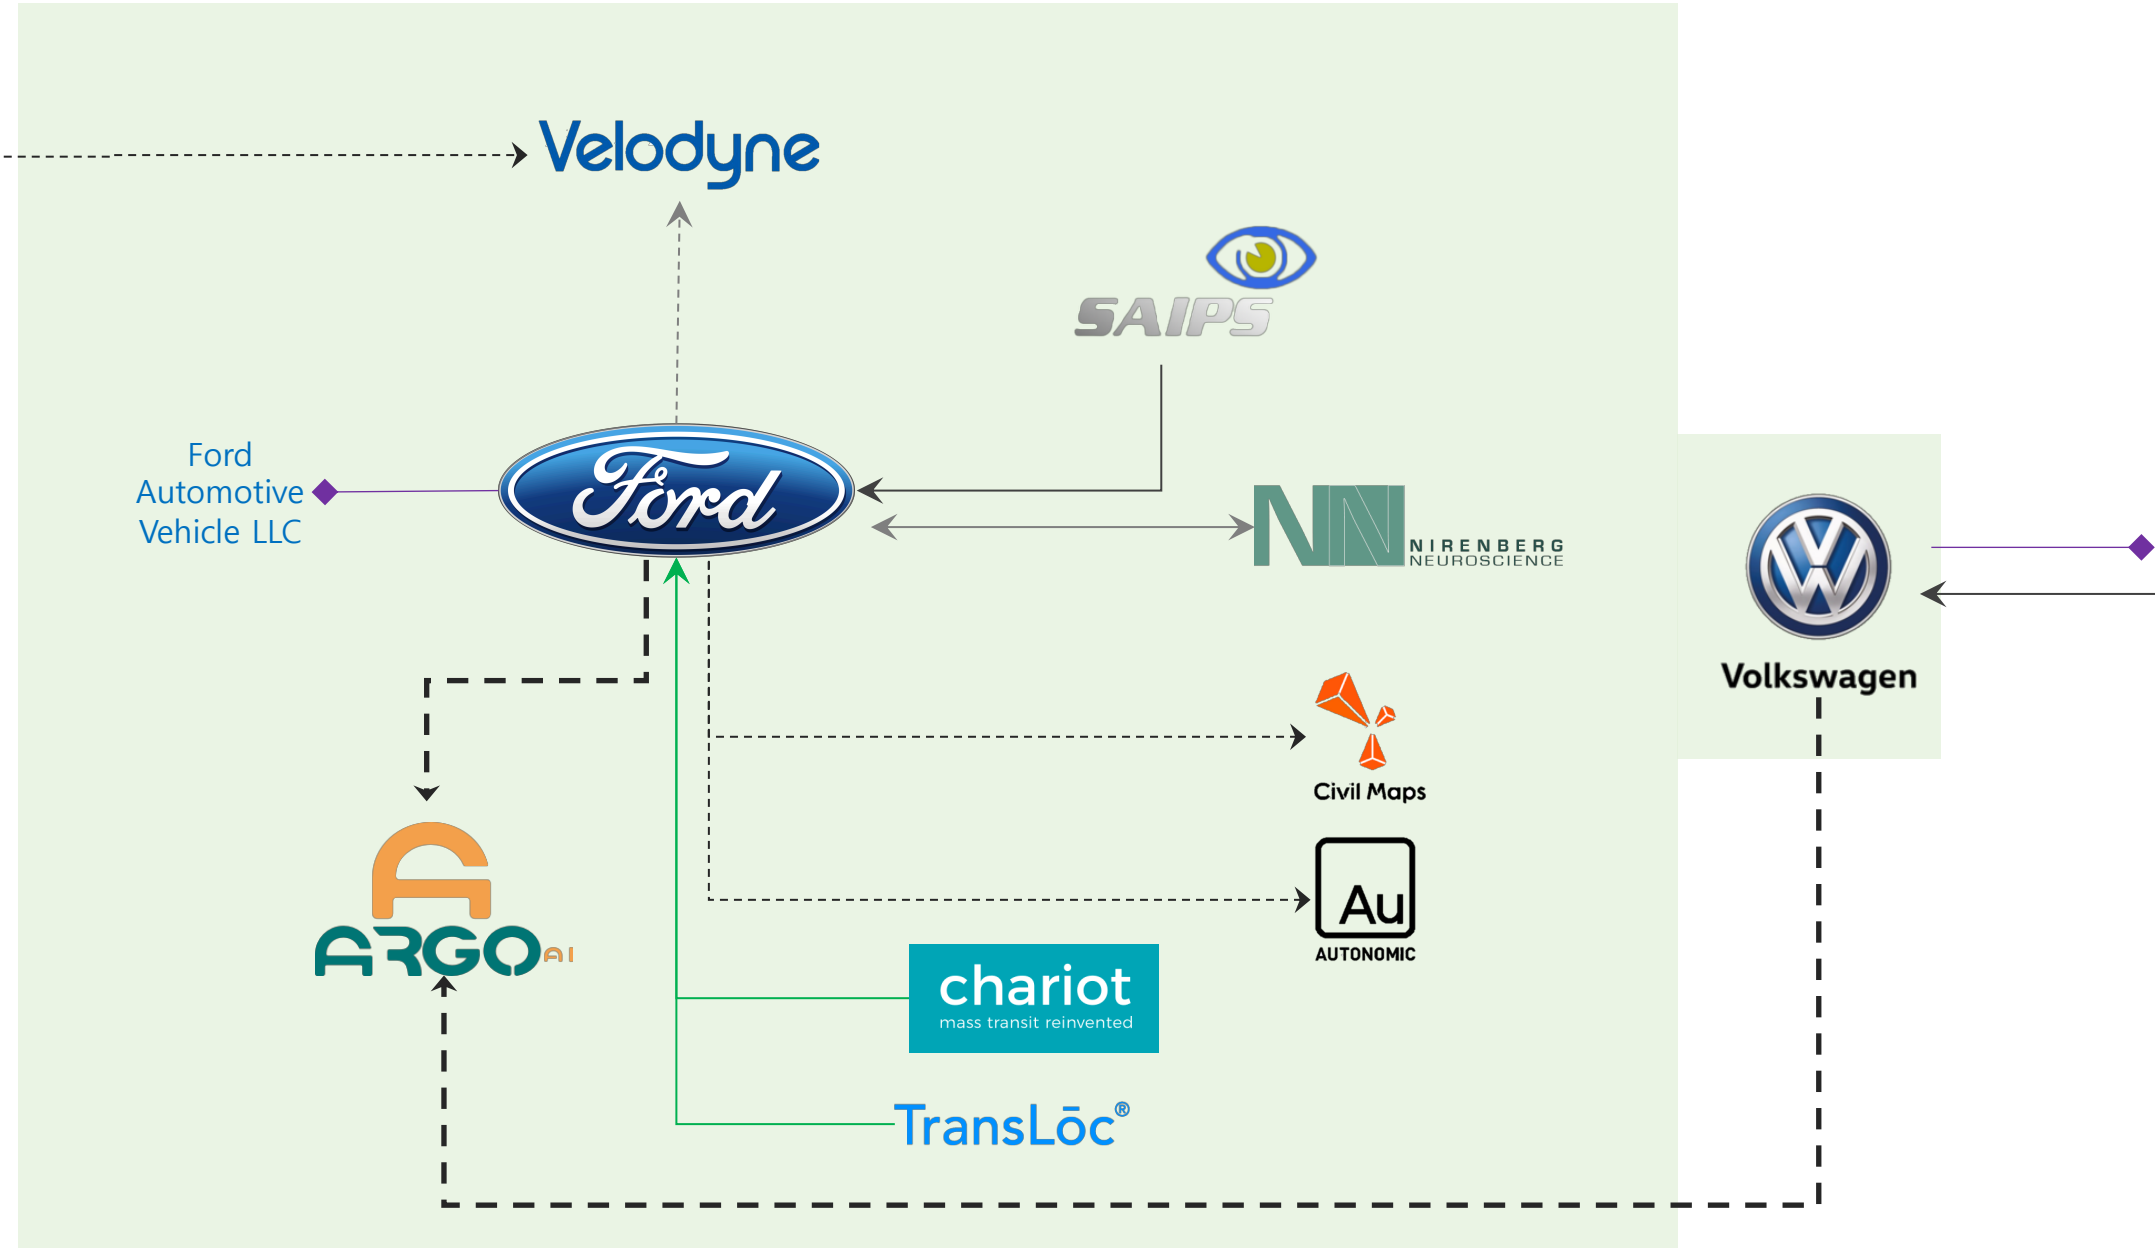 Velodyne
SAIPS
Ford
Automotive
Vehicle LLC
Ford
NIRENBERG
NEUROSCIENCE
Volkswagen
Civil Maps
Au
AUTONOMIC
ARGO AI
chariot
mass transit reinvented
TransLōc®